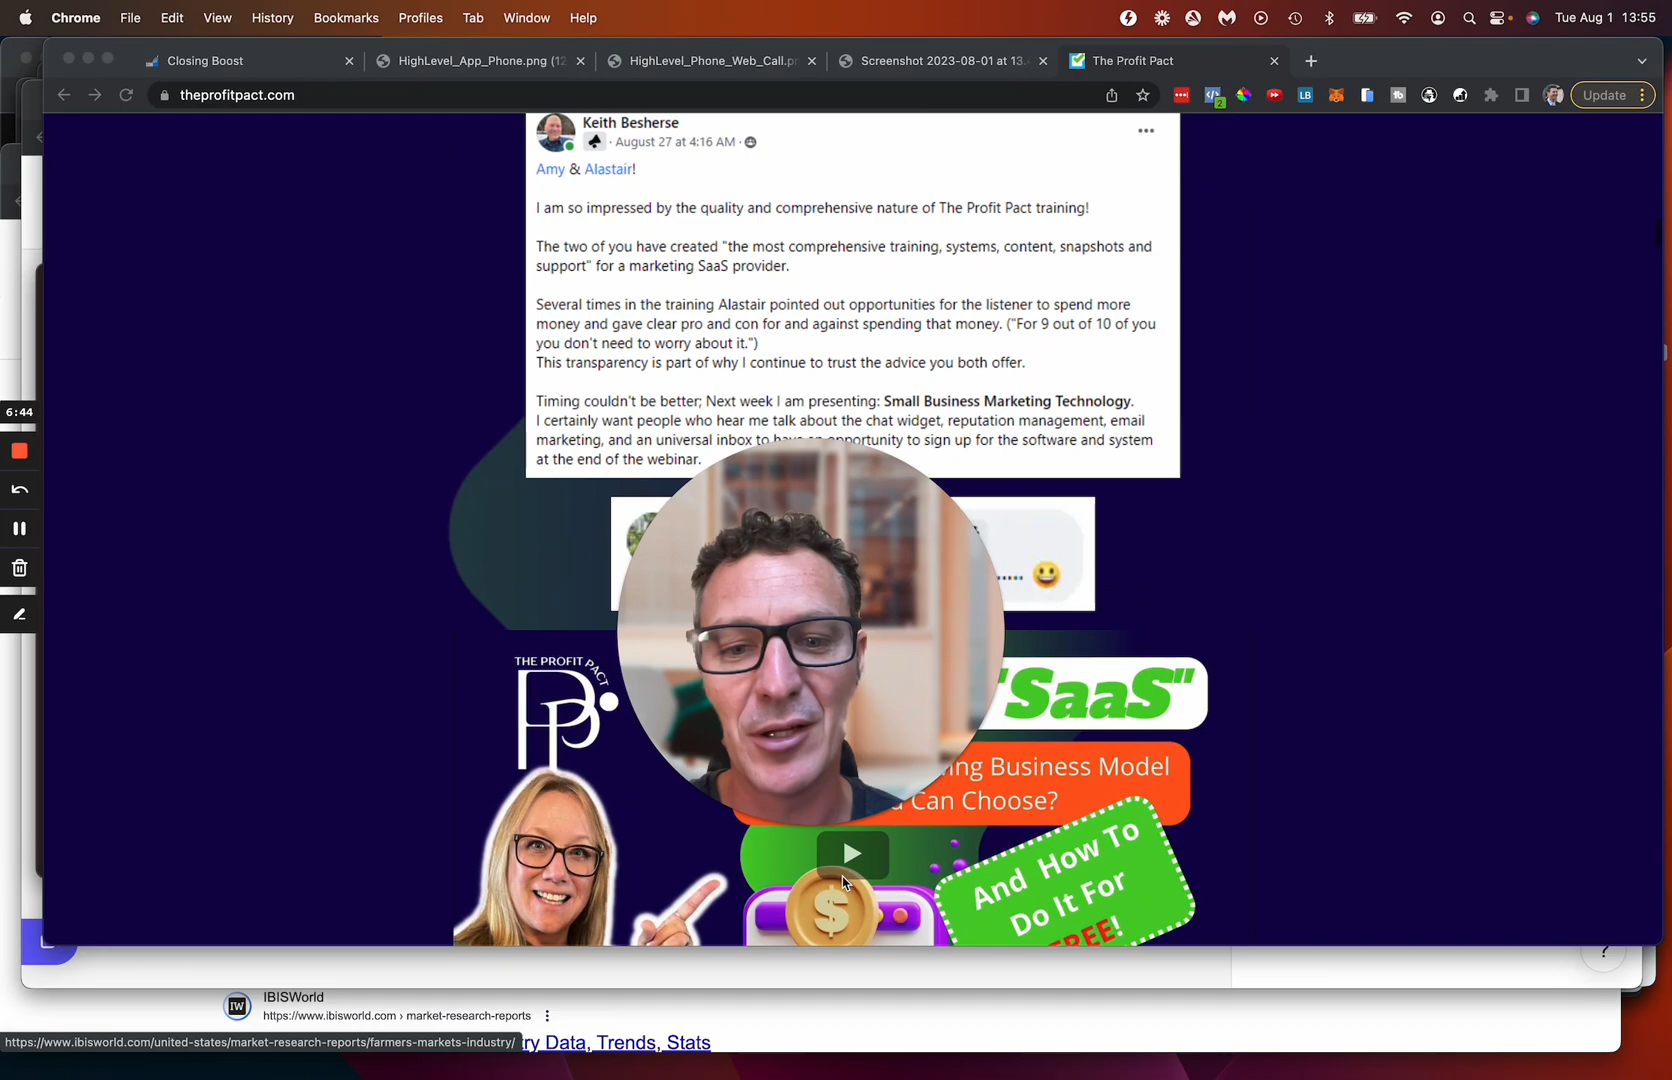 Chrome File Edit View History Bookmarks Profiles Tab Window Help
Tue Aug 1 13:55
Closing Boost
HighLevel_App_Phone.png (12
HighLevel_Phone_Web_Call.p
Screenshot 2023-08-01 at 13.
The Profit Pact
theprofitpact.com
LB
2
Update
Keith Besherse
· August 27 at 4:16 AM ·
Amy & Alastair!
I am so impressed by the quality and comprehensive nature of The Profit Pact training!
The two of you have created "the most comprehensive training, systems, content, snapshots and
support" for a marketing SaaS provider.
Several times in the training Alastair pointed out opportunities for the listener to spend more
money and gave clear pro and con for and against spending that money. ("For 9 out of 10 of you
you don't need to worry about it.")
This transparency is part of why I continue to trust the advice you both offer.
6:44
Timing couldn't be better; Next week I am presenting: Small Business Marketing Technology.
I certainly want people who hear me talk about the chat widget, reputation management, email
marketing, and an universal inbox to have an opportunity to sign up for the software and system
at the end of the webinar.
THE PROFIT PACT
"SaaS"
ing Business Model
Can Choose?
And How To
Do It For
FREE!
$
?
IW
IBISWorld
https://www.ibisworld.com › market-research-reports
https://www.ibisworld.com/united-states/market-research-reports/farmers-markets-industry/
ry Data, Trends, Stats